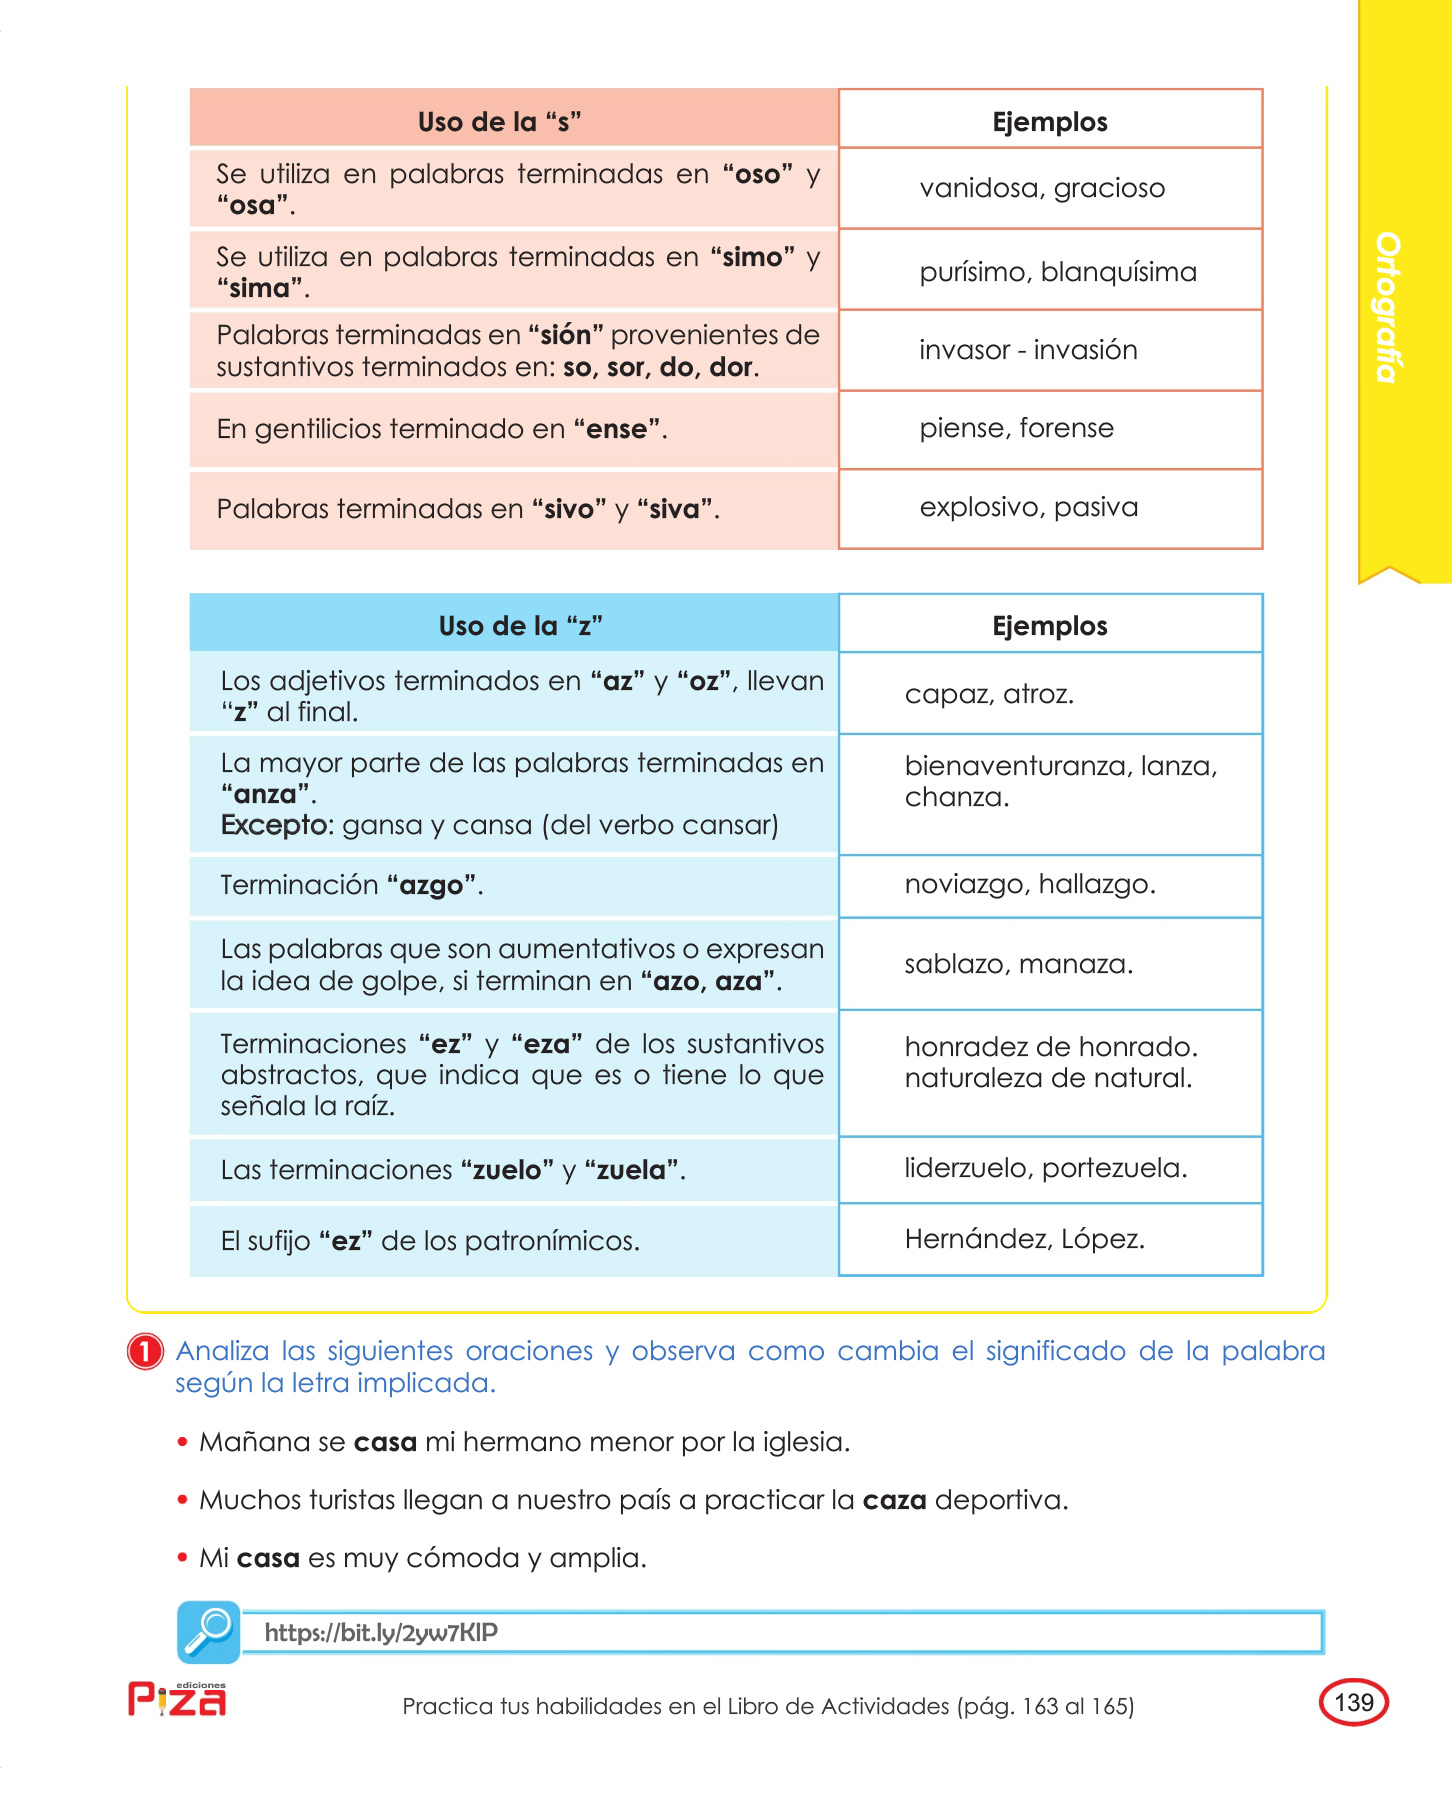 Uso de la “s”
Ejemplos
Se utiliza en palabras terminadas en “oso” y
“osa”.
vanidosa, gracioso
Se utiliza en palabras terminadas en “simo” y
“sima”.
purísimo, blanquísima
Palabras terminadas en “sión” provenientes de
sustantivos terminados en: so, sor, do, dor.
invasor - invasión
En gentilicios terminado en “ense”.
piense, forense
Palabras terminadas en “sivo” y “siva”.
explosivo, pasiva
Ortografía
Uso de la “z”
Ejemplos
Los adjetivos terminados en “az” y “oz”, llevan
“z” al final.
capaz, atroz.
La mayor parte de las palabras terminadas en
“anza”.
Excepto: gansa y cansa (del verbo cansar)
bienaventuranza, lanza,
chanza.
Terminación “azgo”.
noviazgo, hallazgo.
Las palabras que son aumentativos o expresan
la idea de golpe, si terminan en “azo, aza”.
sablazo, manaza.
Terminaciones “ez” y “eza” de los sustantivos
abstractos, que indica que es o tiene lo que
señala la raíz.
honradez de honrado.
naturaleza de natural.
Las terminaciones “zuelo” y “zuela”.
liderzuelo, portezuela.
El sufijo “ez” de los patronímicos.
Hernández, López.
1 Analiza las siguientes oraciones y observa como cambia el significado de la palabra
según la letra implicada.
• Mañana se casa mi hermano menor por la iglesia.
• Muchos turistas llegan a nuestro país a practicar la caza deportiva.
• Mi casa es muy cómoda y amplia.
https://bit.ly/2yw7KlP
ediciones
Piza
Practica tus habilidades en el Libro de Actividades (pág. 163 al 165)
139